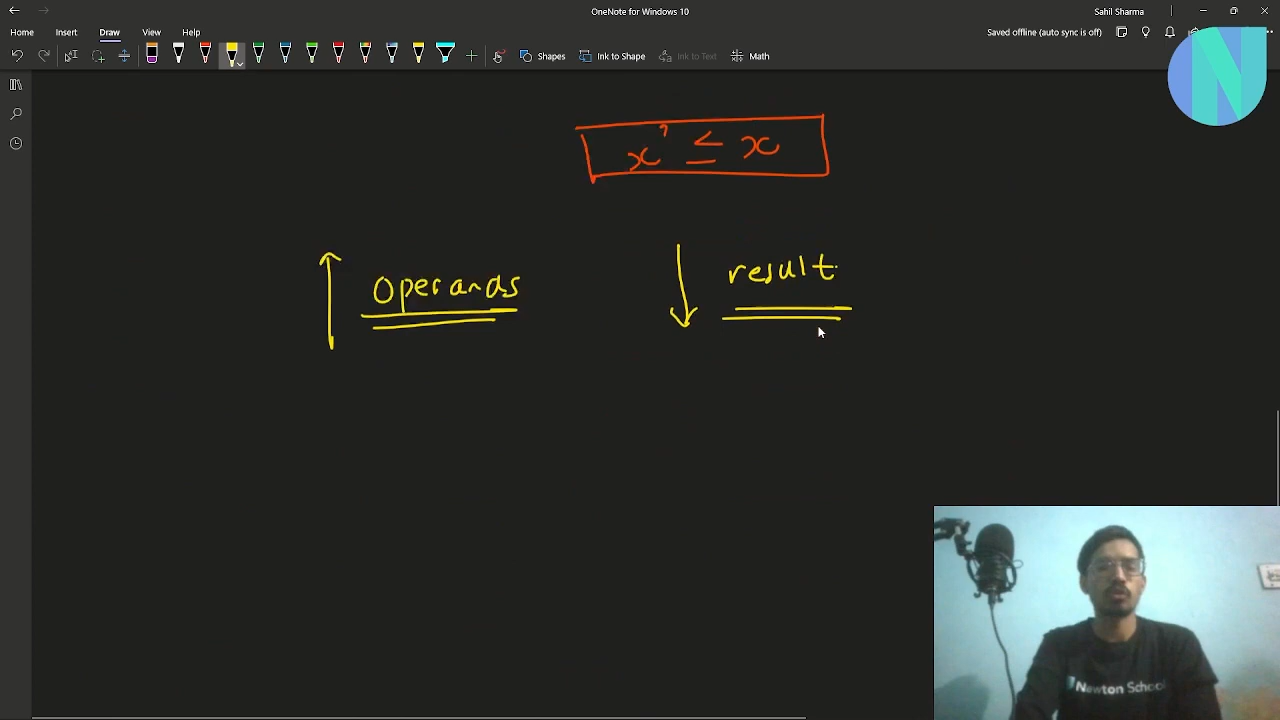 OneNote for Windows 10
Sahil Sharma
Home Insert Draw View Help
Saved offline (auto sync is off)
Shapes Ink to Shape Ink to Text Math
N
x' ≤ x
operands
result
Newton School